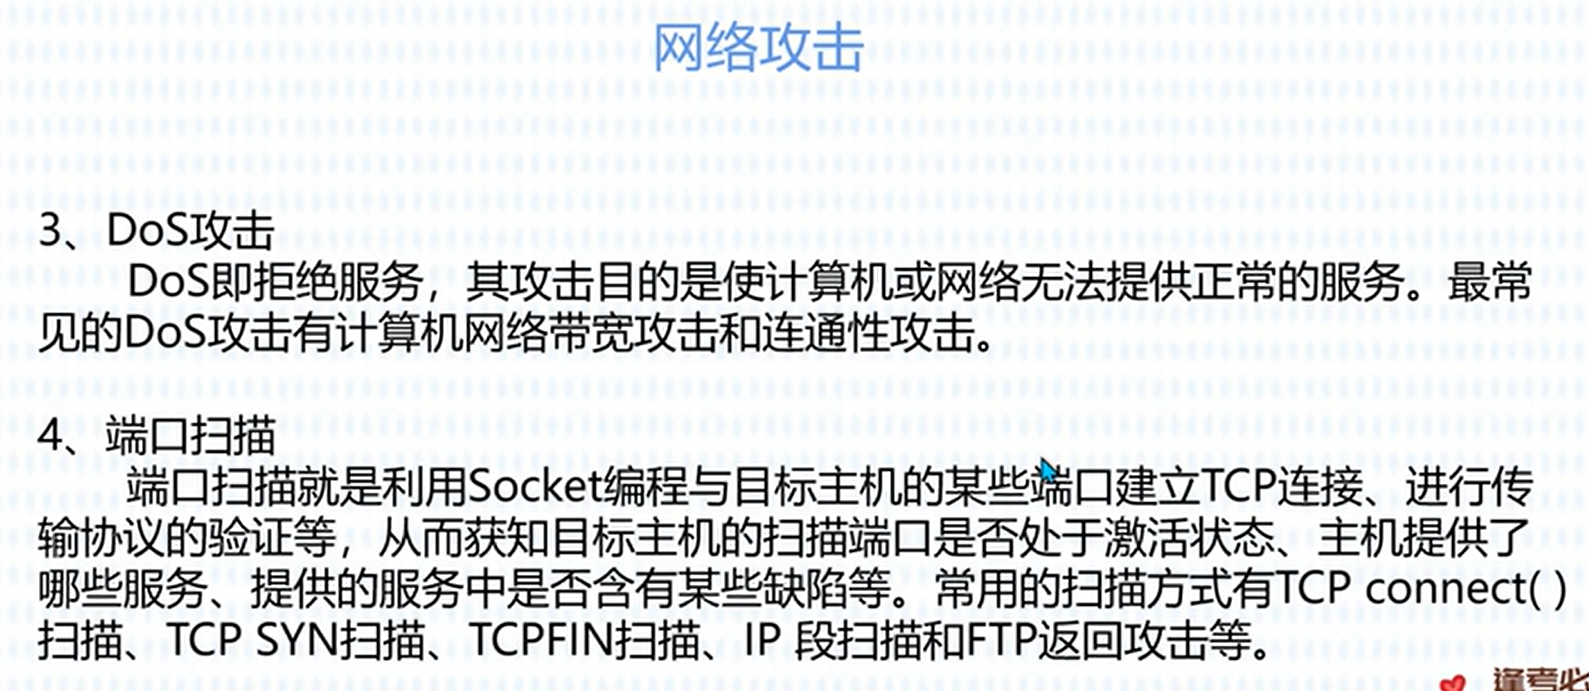 网络攻击
3、DoS攻击
DoS即拒绝服务，其攻击目的是使计算机或网络无法提供正常的服务。最常
见的DoS攻击有计算机网络带宽攻击和连通性攻击。
4、端口扫描
端口扫描就是利用Socket编程与目标主机的某些端口建立TCP连接、进行传
输协议的验证等，从而获知目标主机的扫描端口是否处于激活状态、主机提供了
哪些服务、提供的服务中是否含有某些缺陷等。常用的扫描方式有TCP connect( )
扫描、TCP SYN扫描、TCPFIN扫描、IP 段扫描和FTP返回攻击等。